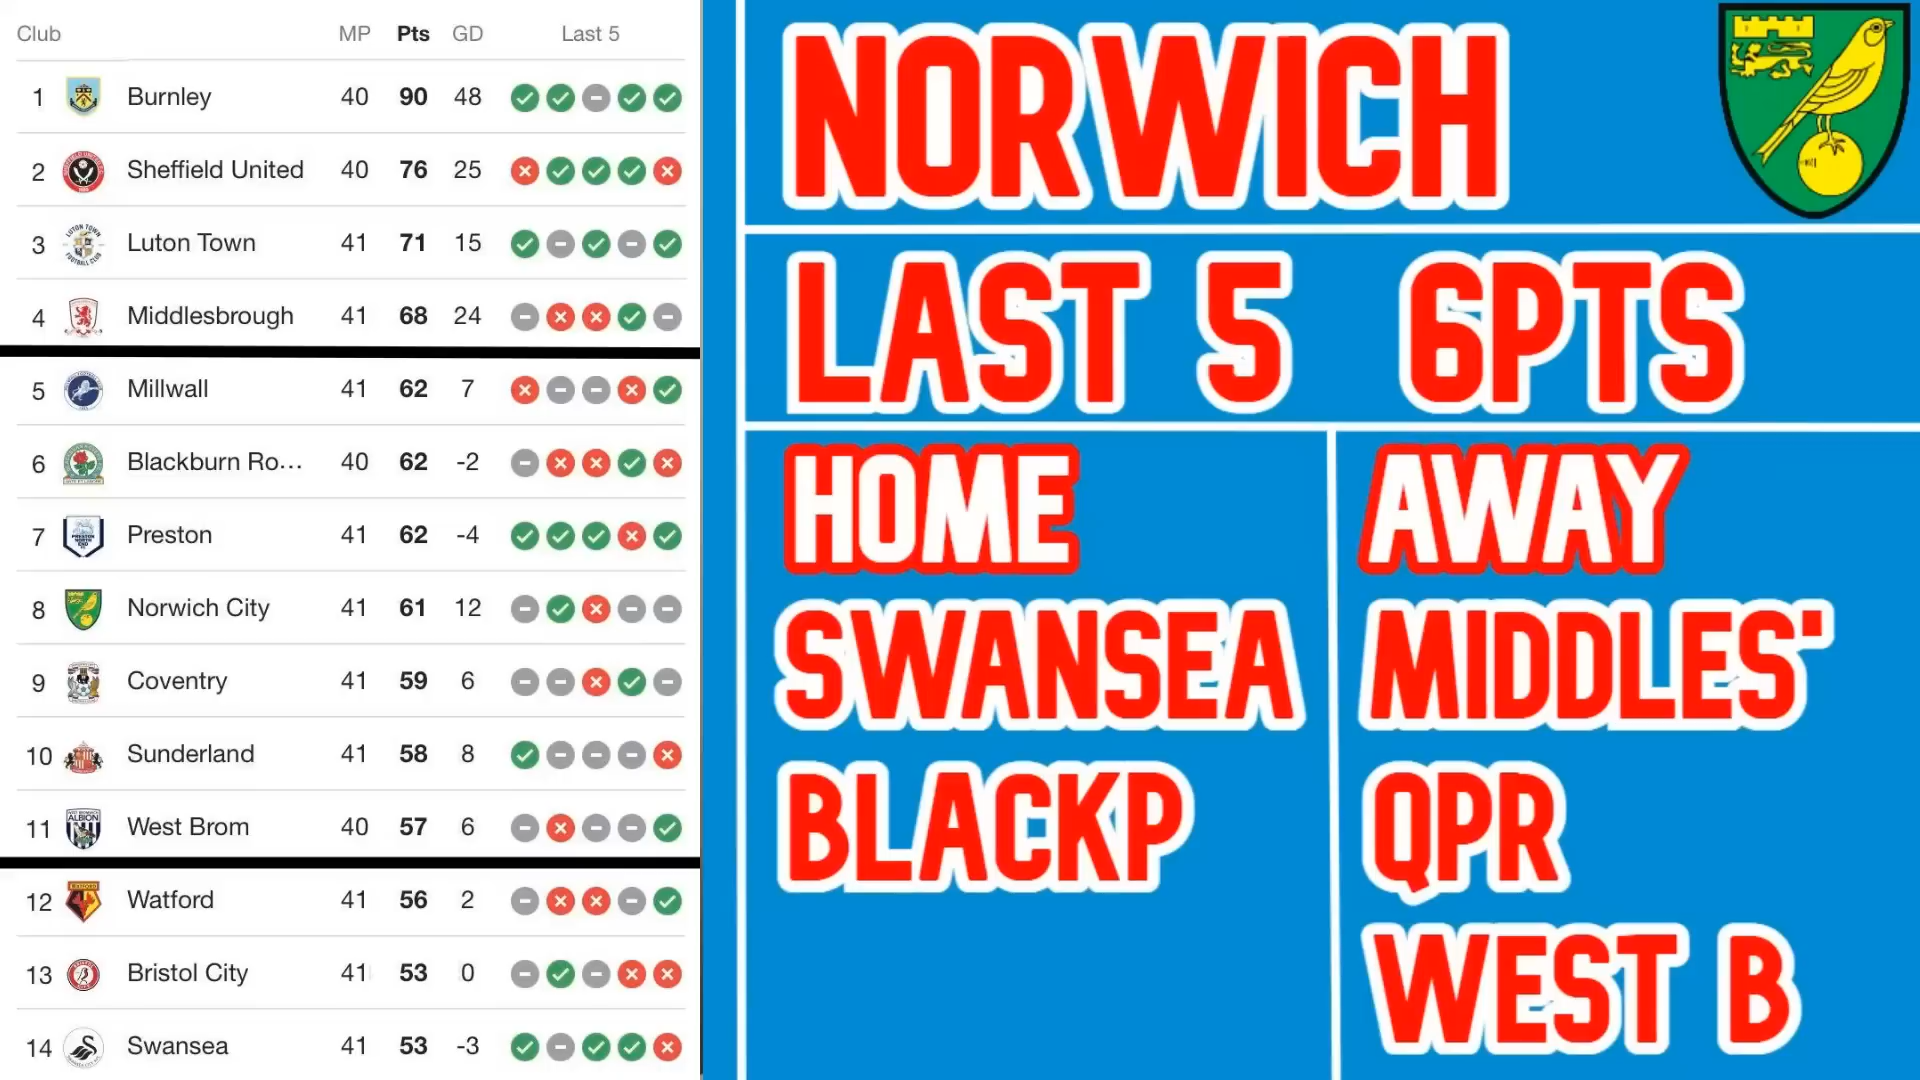 Club MP Pts GD Last 5
1 Burnley 40 90 48
2 Sheffield United 40 76 25
3 Luton Town 41 71 15
4 Middlesbrough 41 68 24
5 Millwall 41 62 7
6 Blackburn Ro... 40 62 -2
7 Preston 41 62 -4
8 Norwich City 41 61 12
9 Coventry 41 59 6
10 Sunderland 41 58 8
11 West Brom 40 57 6
12 Watford 41 56 2
13 Bristol City 41 53 0
14 Swansea 41 53 -3
NORWICH
LAST 5 6PTS
HOME
SWANSEA
BLACKP
AWAY
MIDDLES'
QPR
WEST B